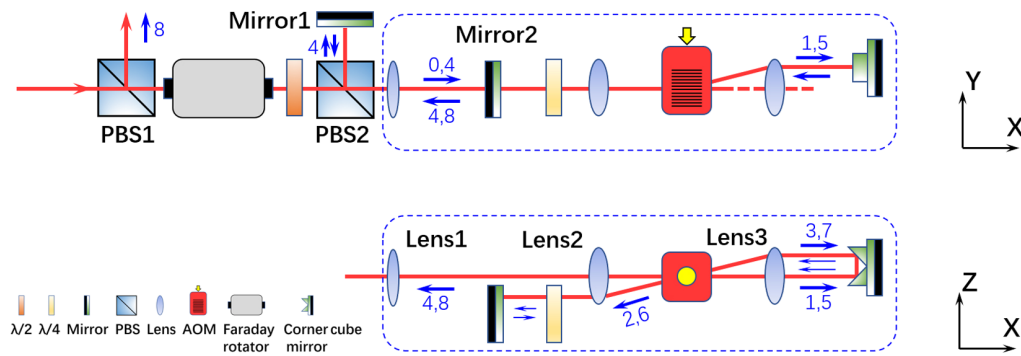 8
Mirror1
4
Mirror2
0,4
4,8
1,5
PBS1
PBS2
Y
X
Lens1
Lens2
Lens3
3,7
4,8
2,6
1,5
Z
X
λ/2 λ/4 Mirror PBS Lens AOM Faraday rotator Corner cube mirror